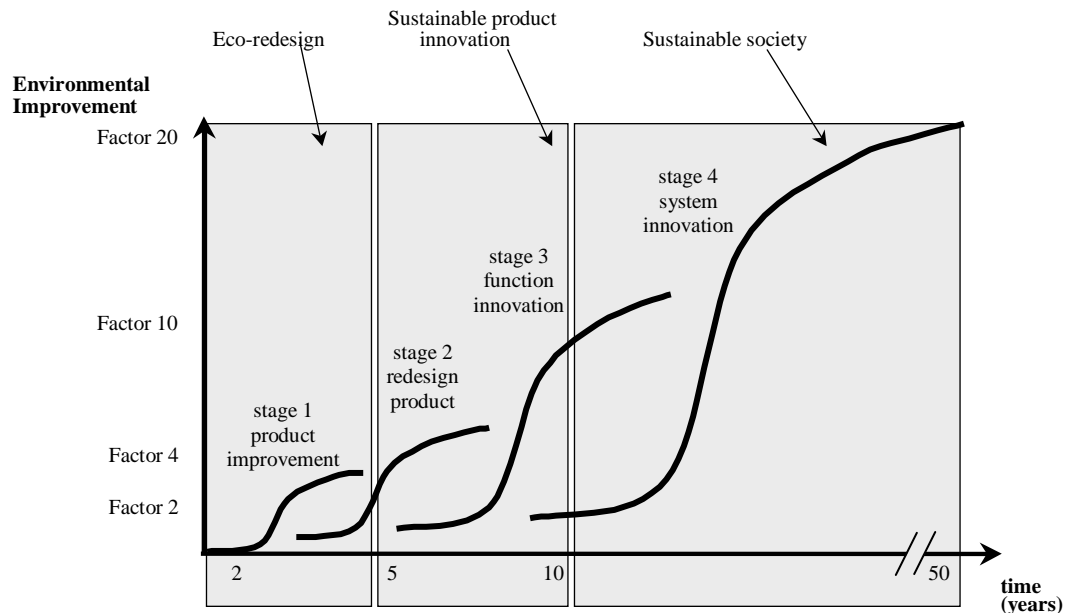 Sustainable product
innovation
Eco-redesign
Sustainable society
Environmental
Improvement
Factor 20
stage 4
system
innovation
stage 3
function
innovation
Factor 10
stage 2
redesign
product
stage 1
product
improvement
Factor 4
Factor 2
2
5
10
50
time
(years)